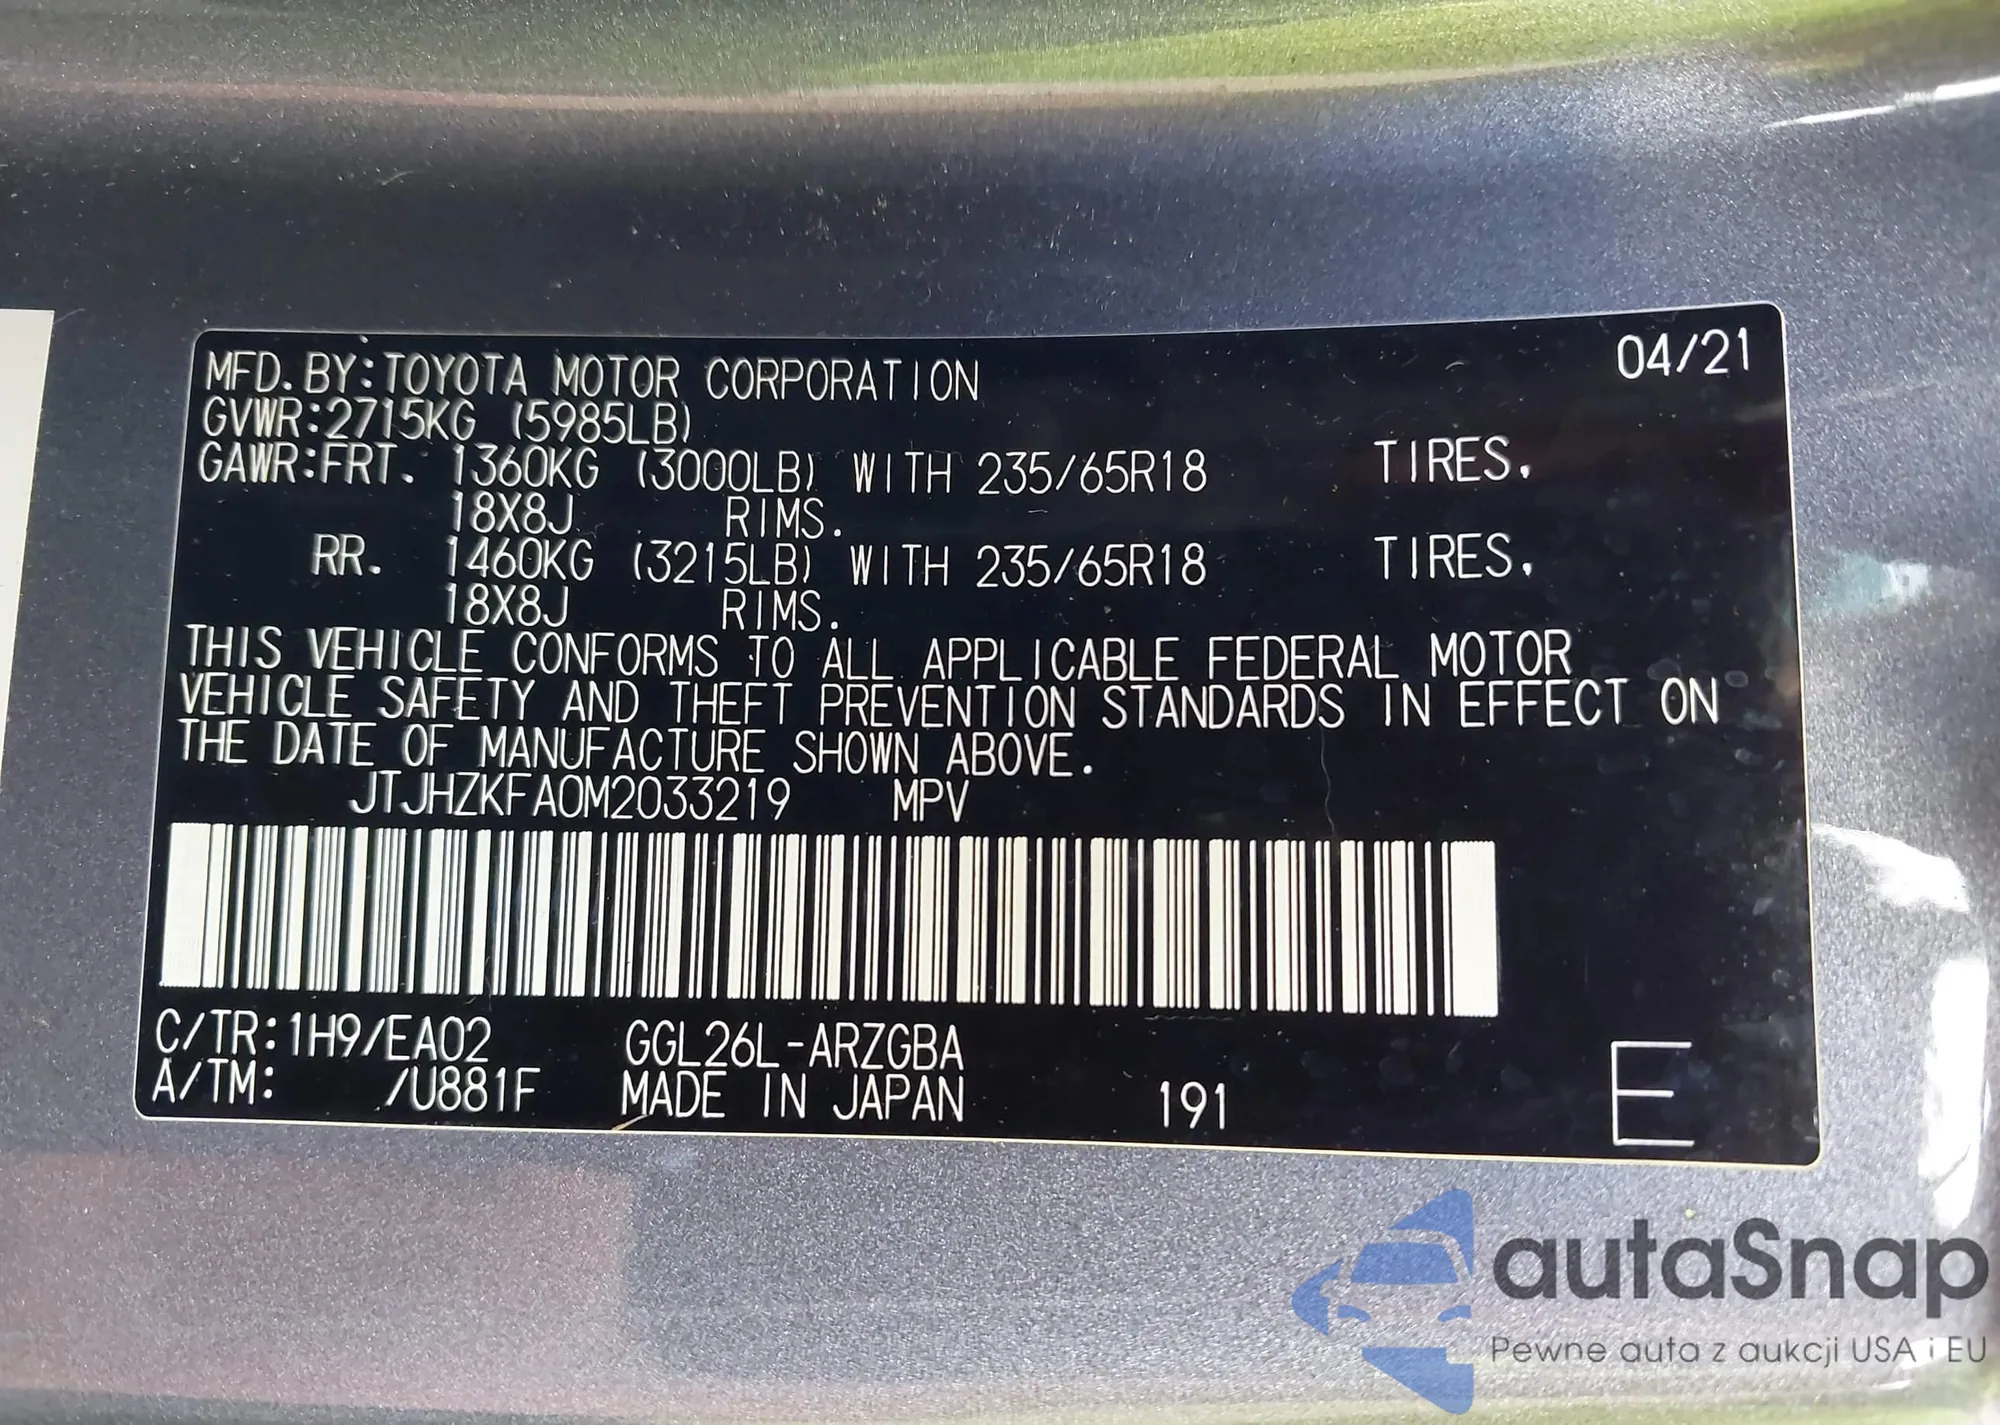 04/21
MFD.BY:TOYOTA MOTOR CORPORATION
GVWR:2715KG (5985LB)
GAWR:FRT. 1360KG (3000LB) WITH 235/65R18 TIRES.
18X8J RIMS.
RR. 1460KG (3215LB) WITH 235/65R18 TIRES.
18X8J RIMS.
THIS VEHICLE CONFORMS TO ALL APPLICABLE FEDERAL MOTOR
VEHICLE SAFETY AND THEFT PREVENTION STANDARDS IN EFFECT ON
THE DATE OF MANUFACTURE SHOWN ABOVE.
JTJHZKFA0M2033219 MPV
C/TR:1H9/EA02 GGL26L-ARZGBA
A/TM: /U881F MADE IN JAPAN 191 E
autaSnap
Pewne auta z aukcji USA i EU